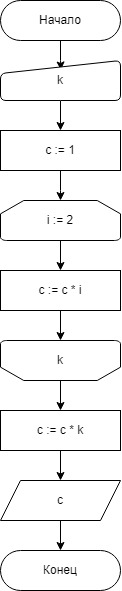 Начало
k
c := 1
i := 2
c := c * i
k
c := c * k
c
Конец